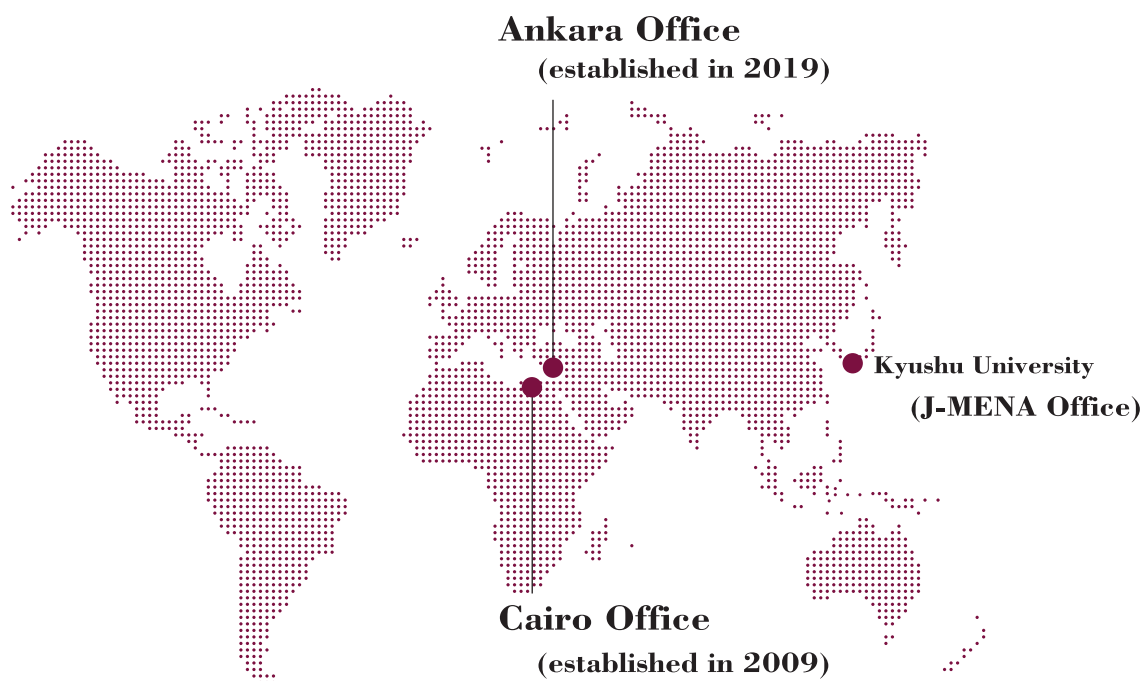 Ankara Office
(established in 2019)
Kyushu University
(J-MENA Office)
Cairo Office
(established in 2009)